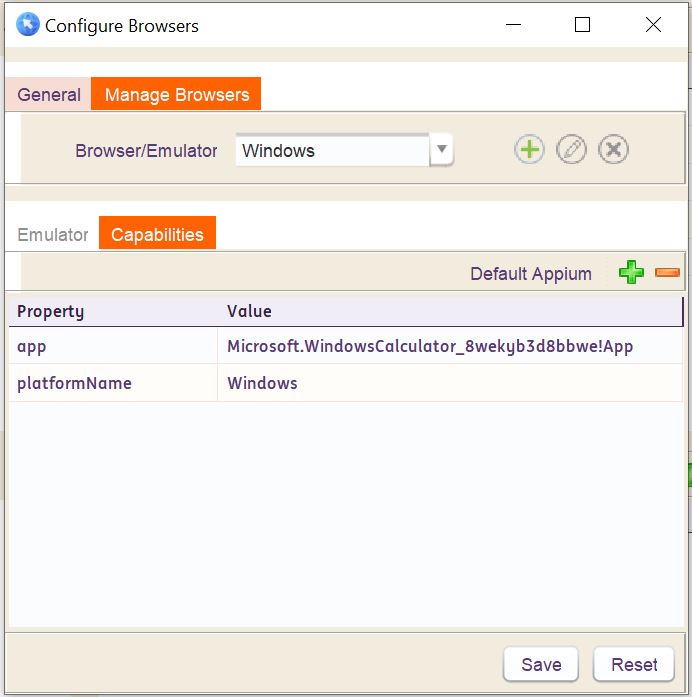 Configure Browsers
General Manage Browsers
Browser/Emulator Windows
Emulator Capabilities
Default Appium
Property Value
app Microsoft.WindowsCalculator_8wekyb3d8bbwe!App
platformName Windows
Save Reset